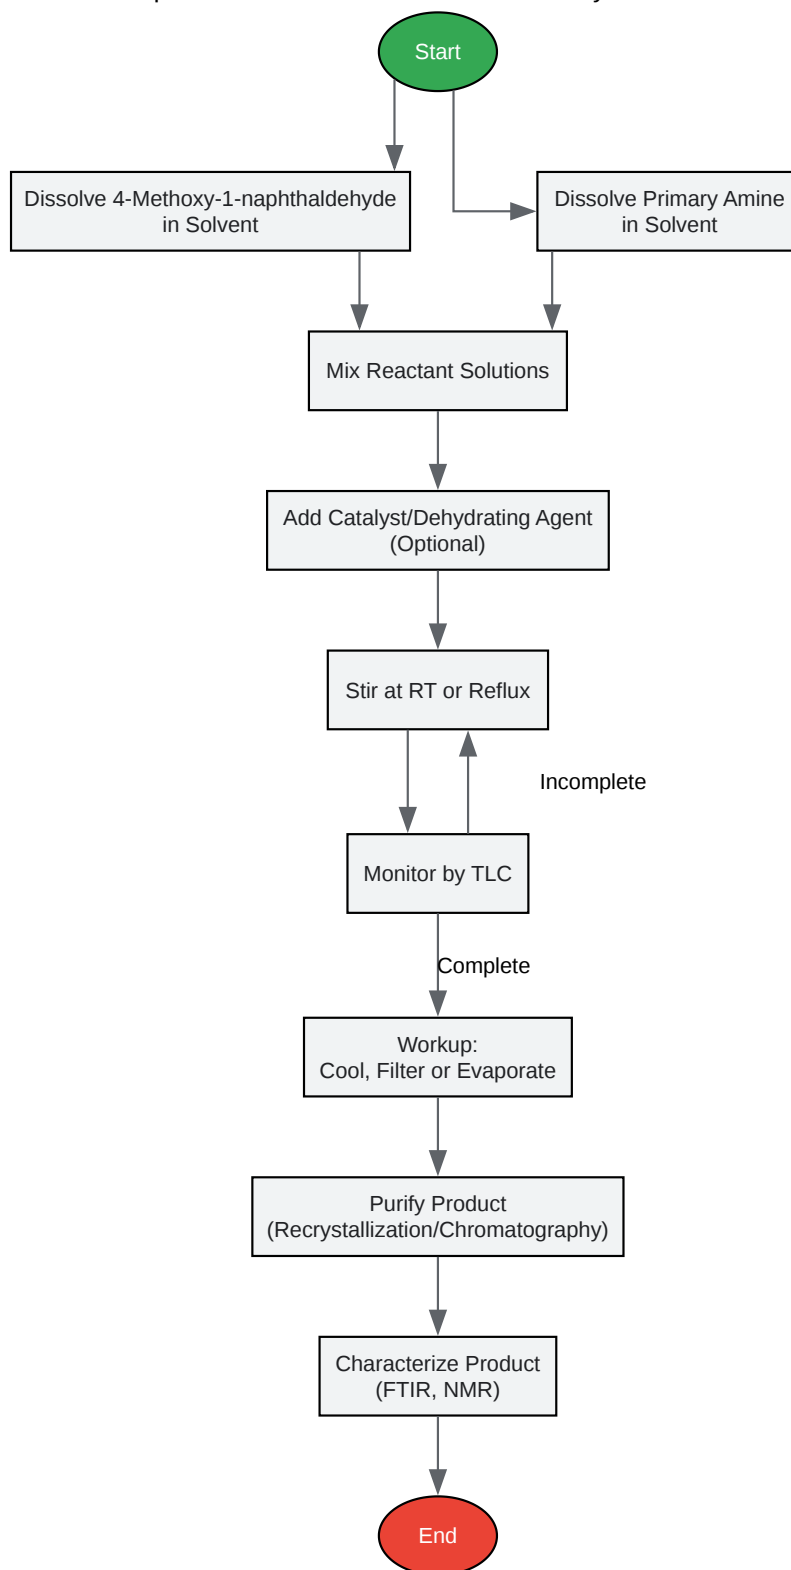 Start
Dissolve 4-Methoxy-1-naphthaldehyde
in Solvent
Dissolve Primary Amine
in Solvent
Mix Reactant Solutions
Add Catalyst/Dehydrating Agent
(Optional)
Stir at RT or Reflux
Incomplete
Monitor by TLC
Complete
Workup:
Cool, Filter or Evaporate
Purify Product
(Recrystallization/Chromatography)
Characterize Product
(FTIR, NMR)
End